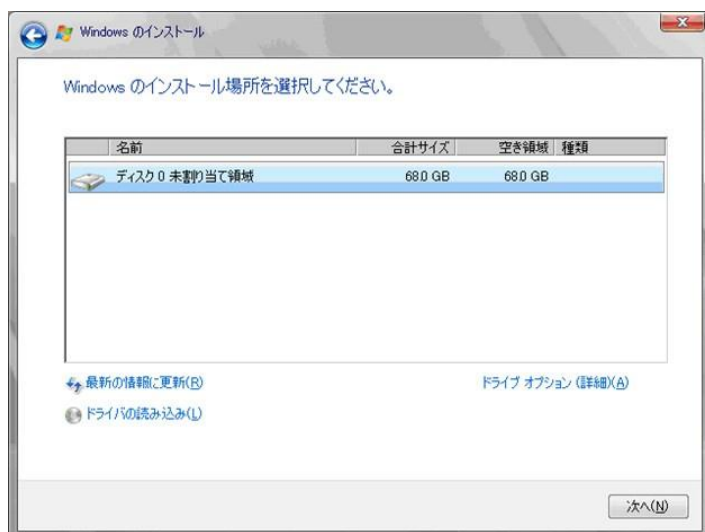 Windows のインストール
Windows のインストール場所を選択してください。
名前 合計サイズ 空き領域 種類
ディスク 0 未割り当て領域 68.0 GB 68.0 GB
最新の情報に更新(R) ドライブ オプション (詳細)(A)
ドライバの読み込み(L)
次へ(N)